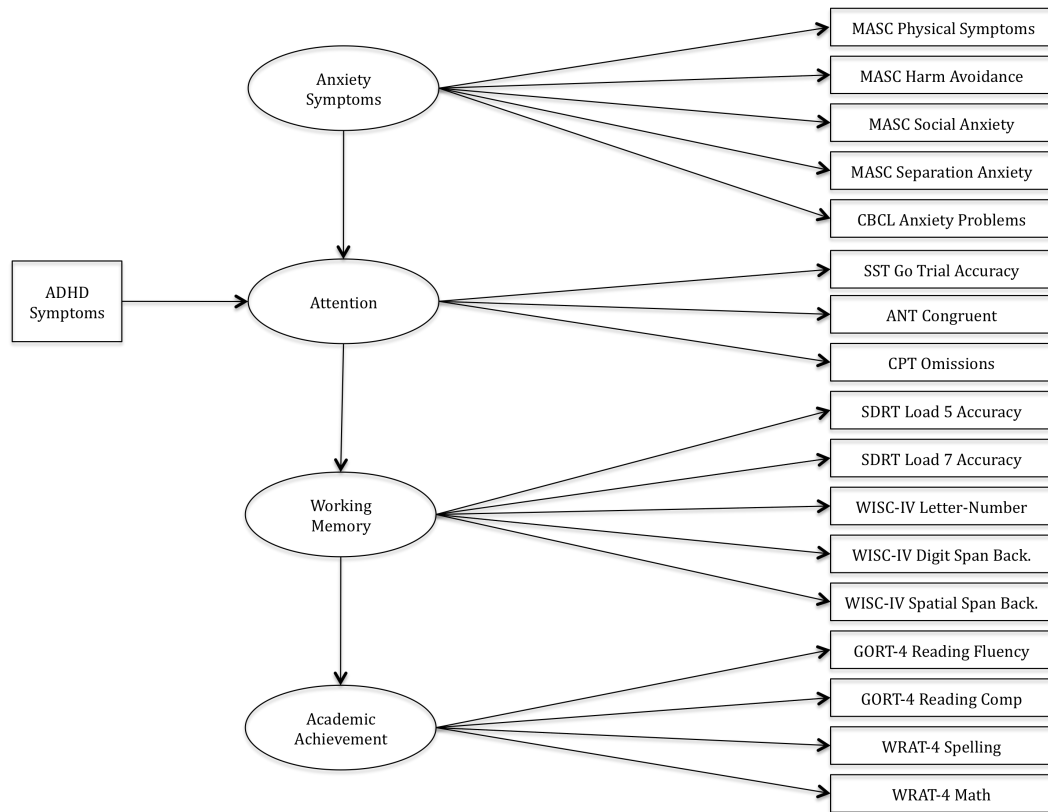 MASC Physical Symptoms
Anxiety
Symptoms
MASC Harm Avoidance
MASC Social Anxiety
MASC Separation Anxiety
CBCL Anxiety Problems
ADHD
Symptoms
Attention
SST Go Trial Accuracy
ANT Congruent
CPT Omissions
SDRT Load 5 Accuracy
SDRT Load 7 Accuracy
Working
Memory
WISC-IV Letter-Number
WISC-IV Digit Span Back.
WISC-IV Spatial Span Back.
GORT-4 Reading Fluency
GORT-4 Reading Comp
Academic
Achievement
WRAT-4 Spelling
WRAT-4 Math